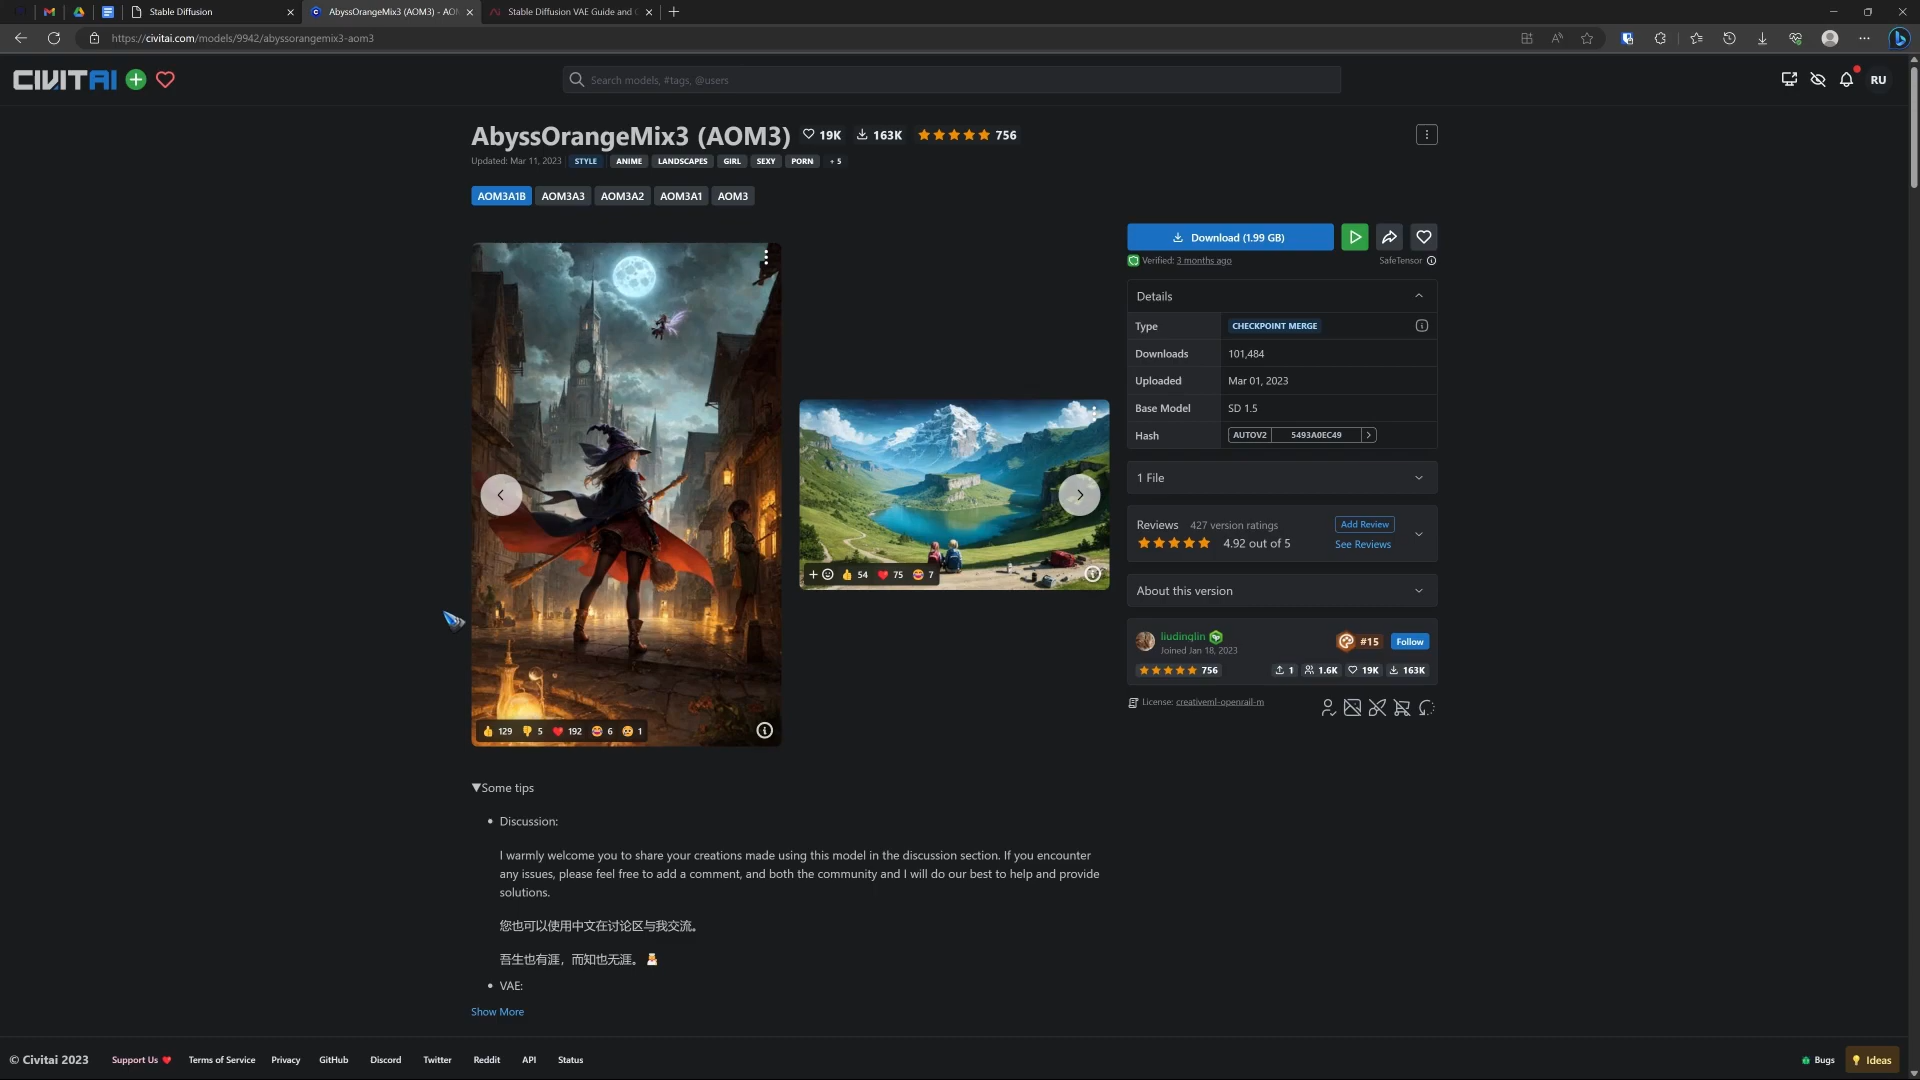 Stable Diffusion
AbyssOrangeMix3 (AOM3) - AOM
Stable Diffusion VAE Guide and C
https://civitai.com/models/9942/abyssorangemix3-aom3
CIVITAI
Search models, #tags, @users
RU
AbyssOrangeMix3 (AOM3) 19K 163K 756
Updated: Mar 11, 2023 STYLE ANIME LANDSCAPES GIRL SEXY PORN + 5
AOM3A1B AOM3A3 AOM3A2 AOM3A1 AOM3
Download (1.99 GB)
Verified: 3 months ago SafeTensor
Details
Type CHECKPOINT MERGE
Downloads 101,484
Uploaded Mar 01, 2023
Base Model SD 1.5
Hash AUTOV2 5493A0EC49
1 File
Reviews 427 version ratings Add Review
4.92 out of 5 See Reviews
54 75 7
About this version
liudinglin #15 Follow
Joined Jan 18, 2023
756 1 1.6K 19K 163K
License: creativeml-openrail-m
129 5 192 6 1
▼Some tips
• Discussion:
I warmly welcome you to share your creations made using this model in the discussion section. If you encounter
any issues, please feel free to add a comment, and both the community and I will do our best to help and provide
solutions.
您也可以使用中文在讨论区与我交流。
吾生也有涯，而知也无涯。
• VAE:
Show More
© Civitai 2023 Support Us Terms of Service Privacy GitHub Discord Twitter Reddit API Status Bugs Ideas